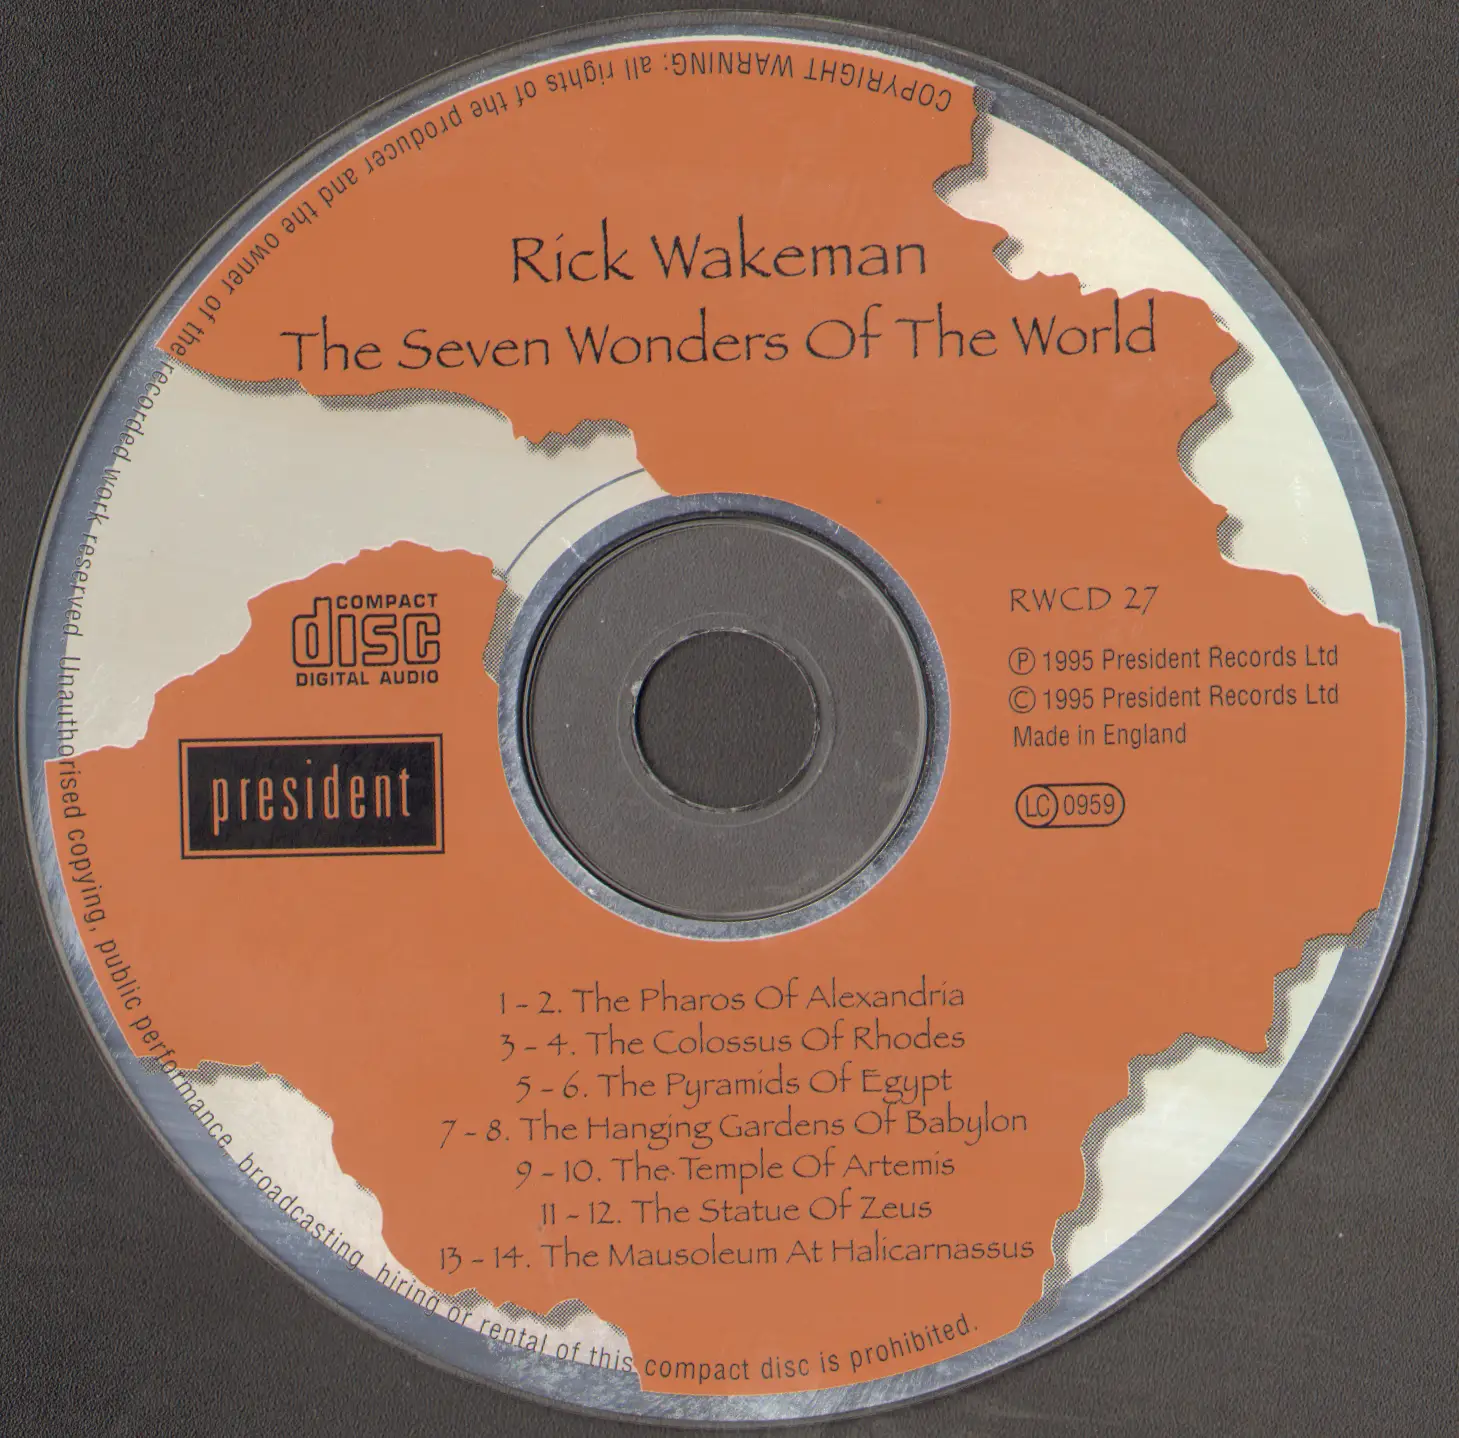 COPYRIGHT WARNING: all rights of the producer and the owner of the recorded work reserved. Unauthorised copying, public performance, broadcasting, hiring or rental of this compact disc is prohibited.
Rick Wakeman
The Seven Wonders Of The World
COMPACT
disc
DIGITAL AUDIO
president
RWCD 27
℗ 1995 President Records Ltd
© 1995 President Records Ltd
Made in England
LC 0959
1 - 2. The Pharos Of Alexandria
3 - 4. The Colossus Of Rhodes
5 - 6. The Pyramids Of Egypt
7 - 8. The Hanging Gardens Of Babylon
9 - 10. The Temple Of Artemis
11 - 12. The Statue Of Zeus
13 - 14. The Mausoleum At Halicarnassus